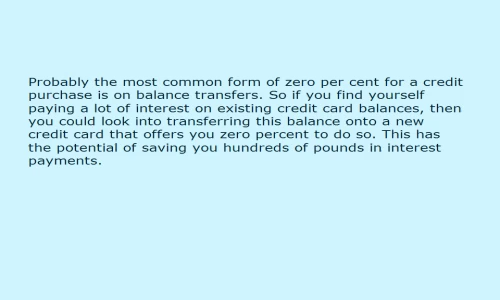 Probably the most common form of zero per cent for a credit
purchase is on balance transfers. So if you find yourself
paying a lot of interest on existing credit card balances, then
you could look into transferring this balance onto a new
credit card that offers you zero percent to do so. This has
the potential of saving you hundreds of pounds in interest
payments.